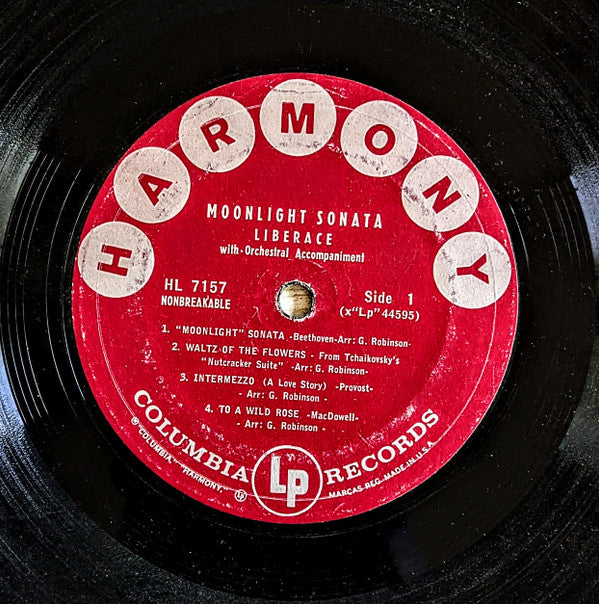 HARMONY
MOONLIGHT SONATA
LIBERACE
with Orchestral Accompaniment
HL 7157
NONBREAKABLE
Side 1
(x"Lp" 44595)
1. "MOONLIGHT" SONATA -Beethoven-Arr: G. Robinson-
2. WALTZ OF THE FLOWERS - From Tchaikovsky's
"Nutcracker Suite" -Arr: G. Robinson-
3. INTERMEZZO (A Love Story) -Provost-
- Arr: G. Robinson -
4. TO A WILD ROSE -MacDowell-
- Arr: G. Robinson -
COLUMBIA Lp RECORDS
® "COLUMBIA," "HARMONY," Lp
MARCAS REG. MADE IN U.S.A.